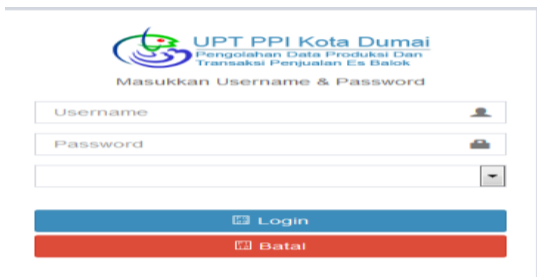 UPT PPI Kota Dumai
Pengolahan Data Produksi Dan
Transaksi Penjualan Es Balok
Masukkan Username & Password
Username
Password
Login
Batal